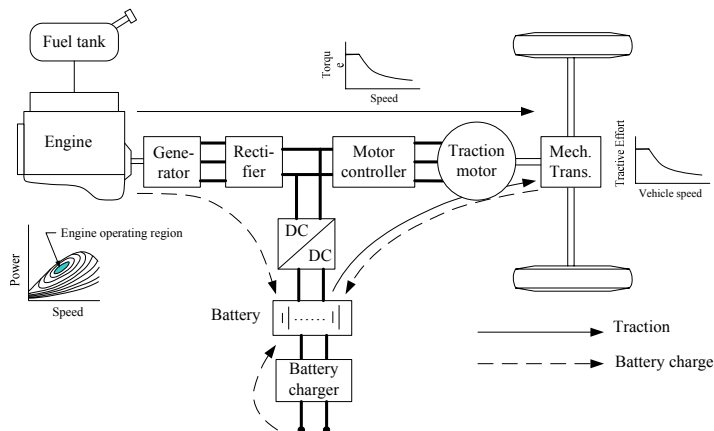 Fuel tank
Engine
Gene-
rator
Recti-
fier
Motor
controller
Traction
motor
Mech.
Trans.
Torqu
e
Speed
Tractive Effort
Vehicle speed
DC
DC
Engine operating region
Power
Speed
Battery
Battery
charger
Traction
Battery charge